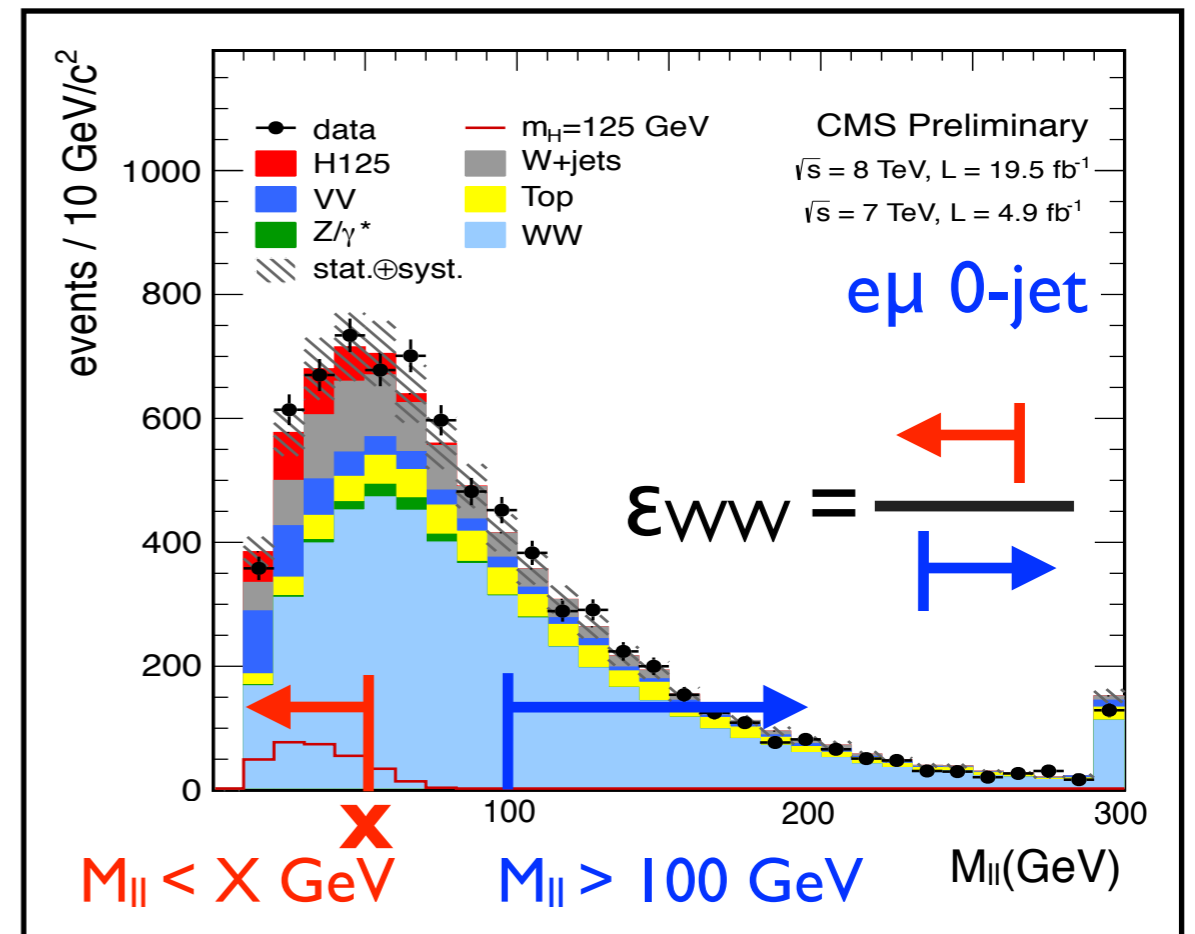 events / 10 GeV/c²
1000
800
600
400
200
0
data
H125
VV
Z/γ*
stat.⊕syst.
m_H=125 GeV
W+jets
Top
WW
CMS Preliminary
√s = 8 TeV, L = 19.5 fb⁻¹
√s = 7 TeV, L = 4.9 fb⁻¹
eμ 0-jet
εWW =
X
100
200
300
M_ll < X GeV
M_ll > 100 GeV
M_ll(GeV)